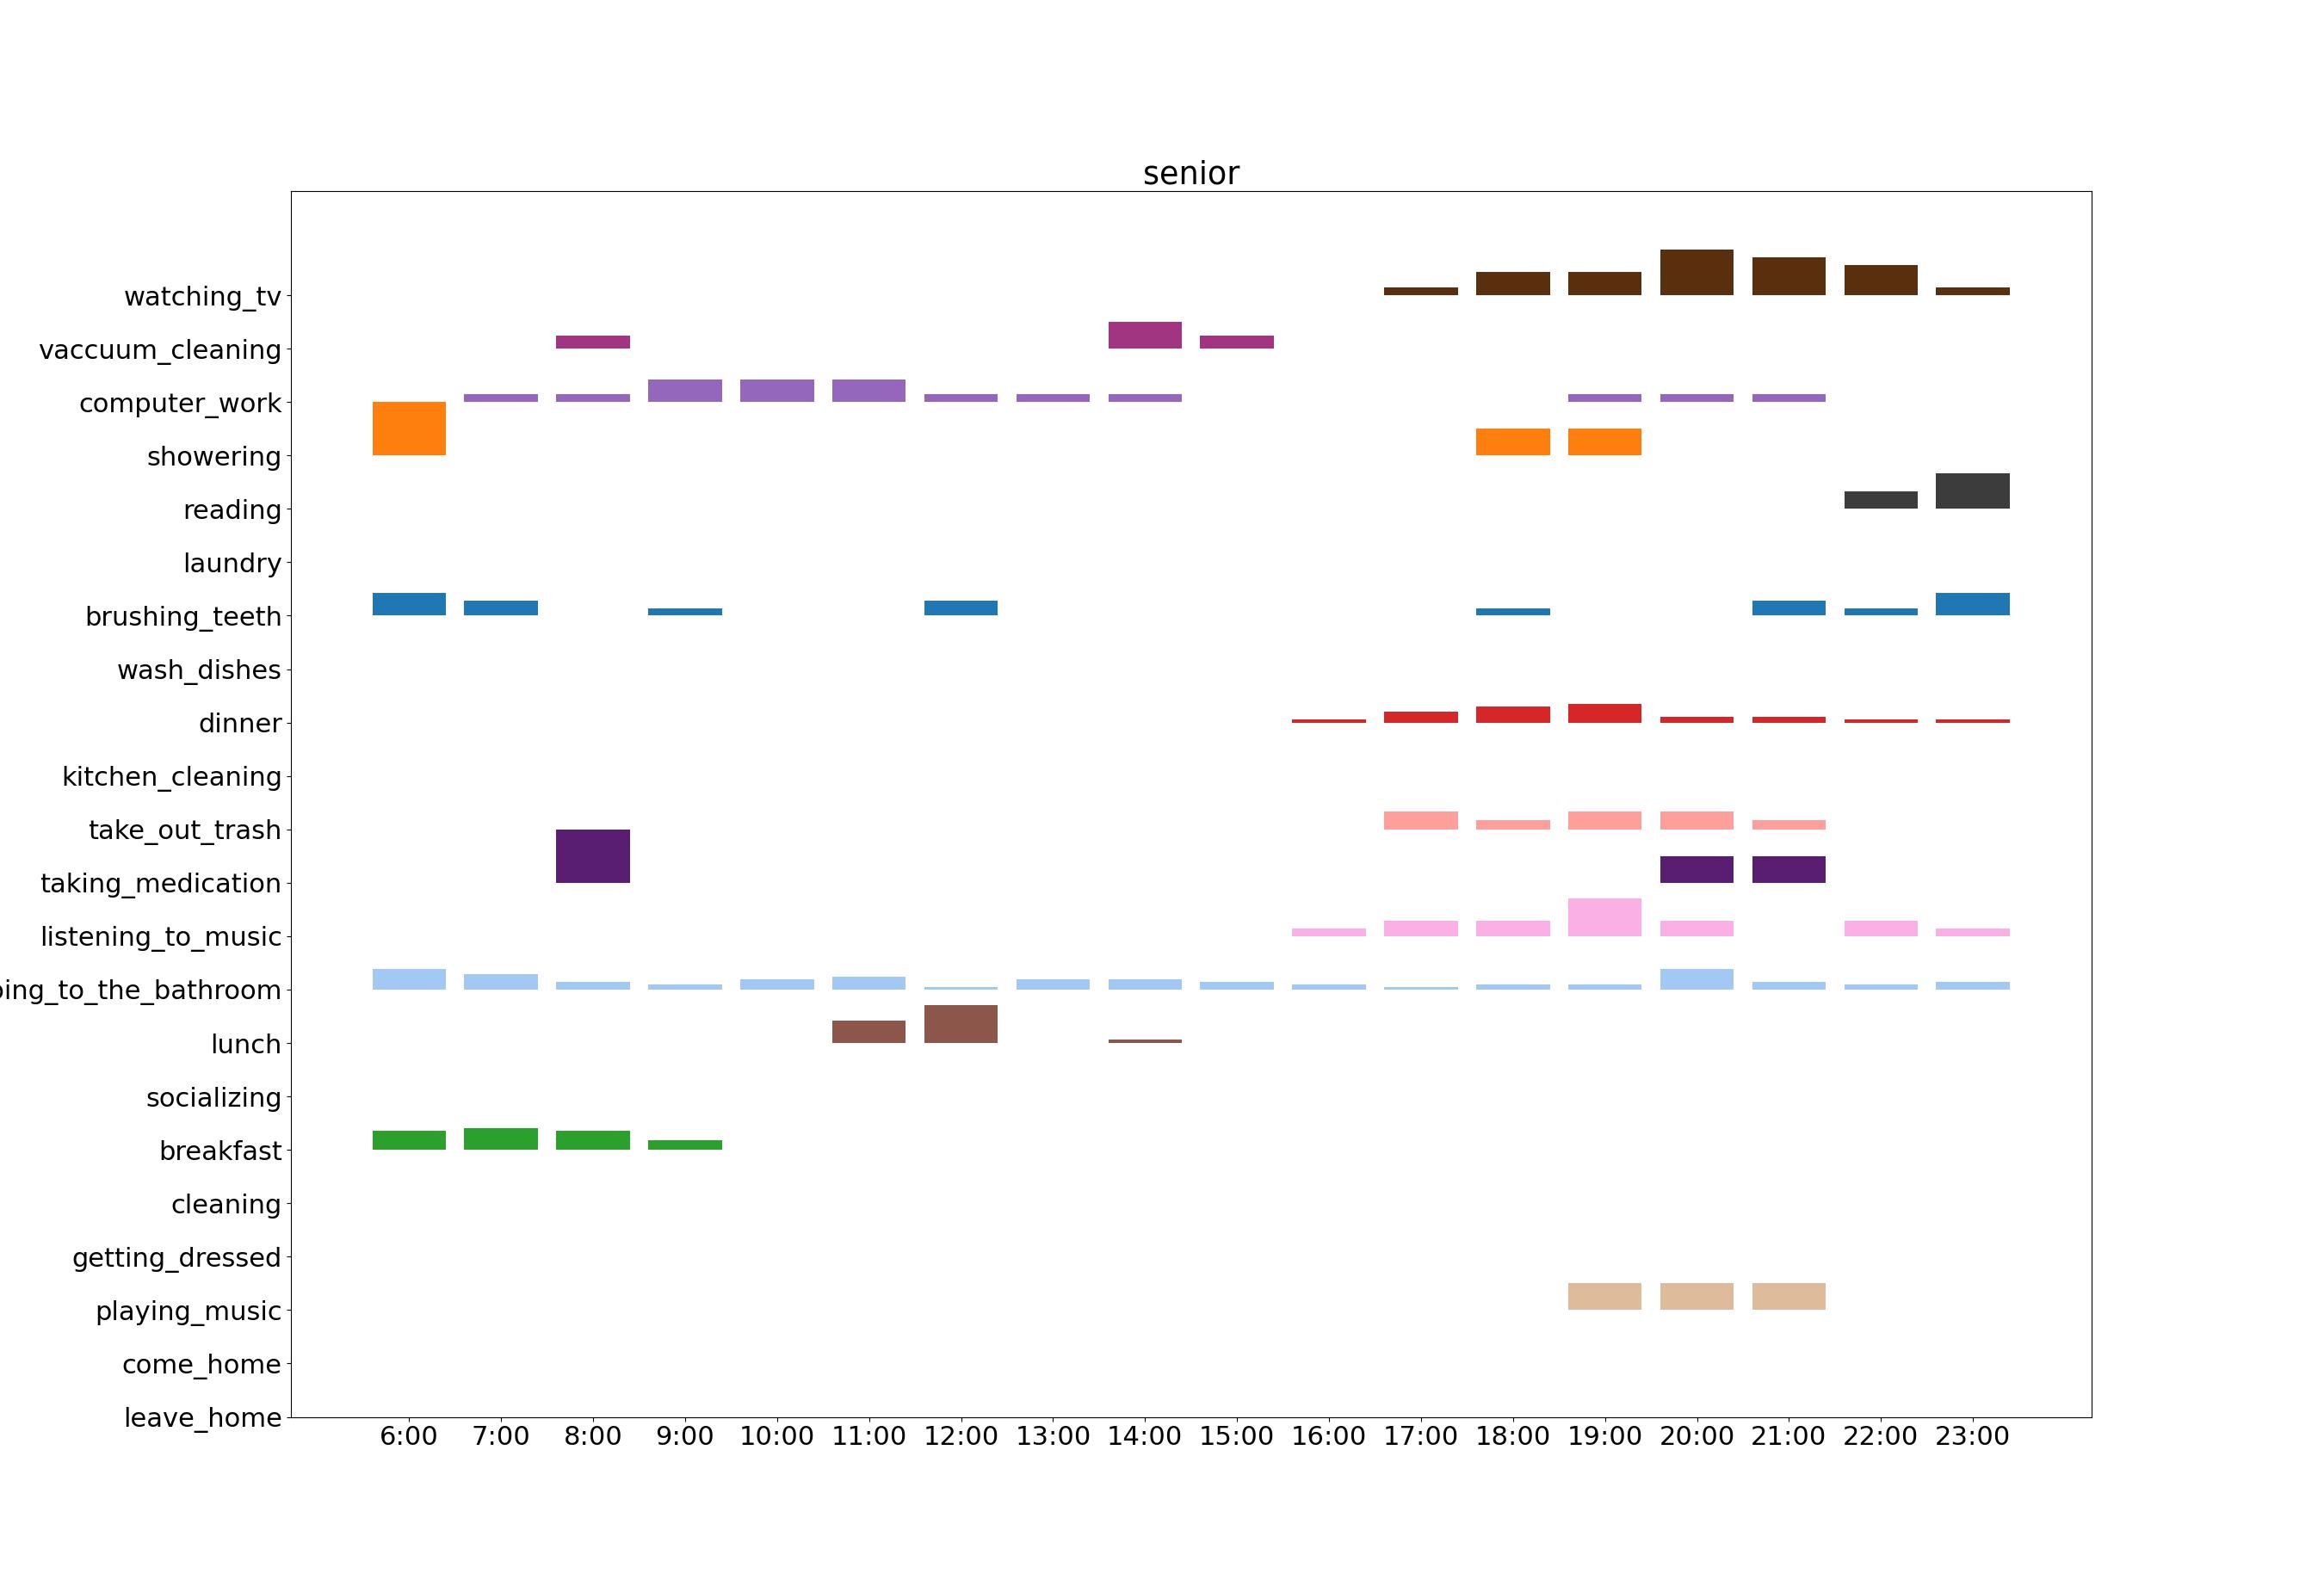 senior
watching_tv
vaccuum_cleaning
computer_work
showering
reading
laundry
brushing_teeth
wash_dishes
dinner
kitchen_cleaning
take_out_trash
taking_medication
listening_to_music
ing_to_the_bathroom
lunch
socializing
breakfast
cleaning
getting_dressed
playing_music
come_home
leave_home
6:00 7:00 8:00 9:00 10:00 11:00 12:00 13:00 14:00 15:00 16:00 17:00 18:00 19:00 20:00 21:00 22:00 23:00